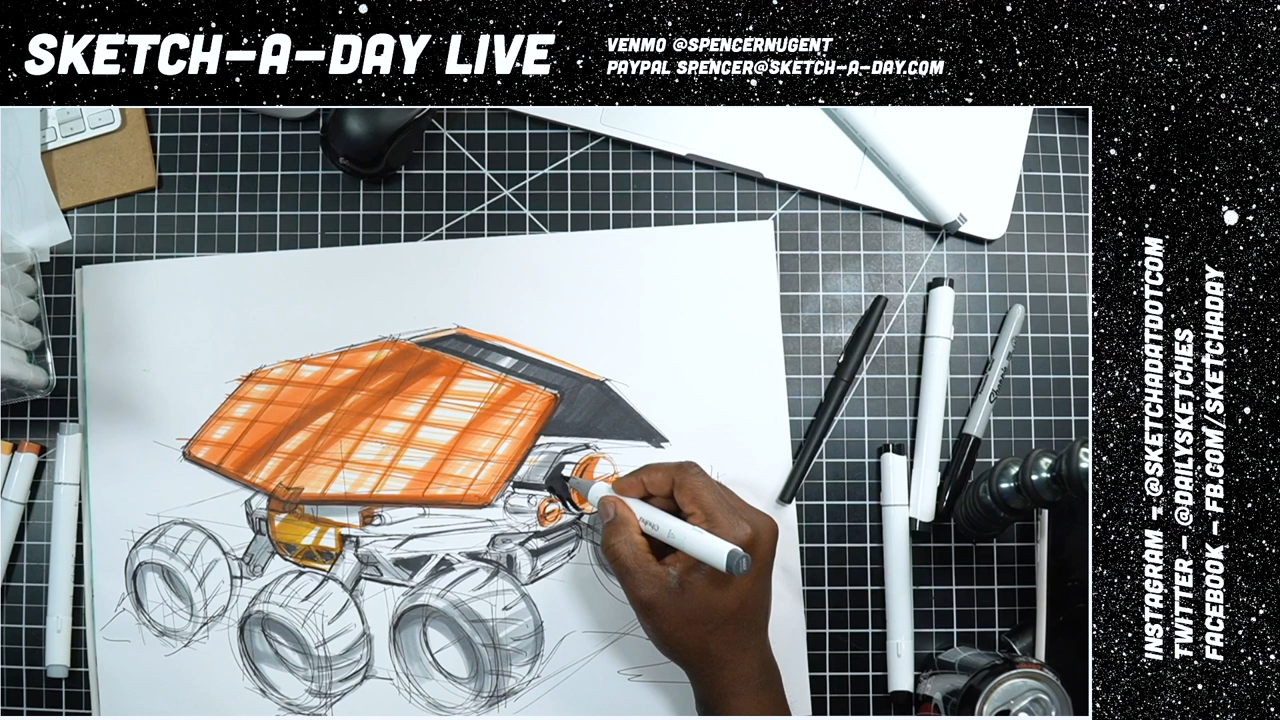 SKETCH-A-DAY LIVE
VENMO @SPENCERNUGENT
PAYPAL SPENCER@SKETCH-A-DAY.COM
INSTAGRAM - @SKETCHADAYDOTCOM
TWITTER - @DAILYSKETCHES
FACEBOOK - FB.COM/SKETCHADAY